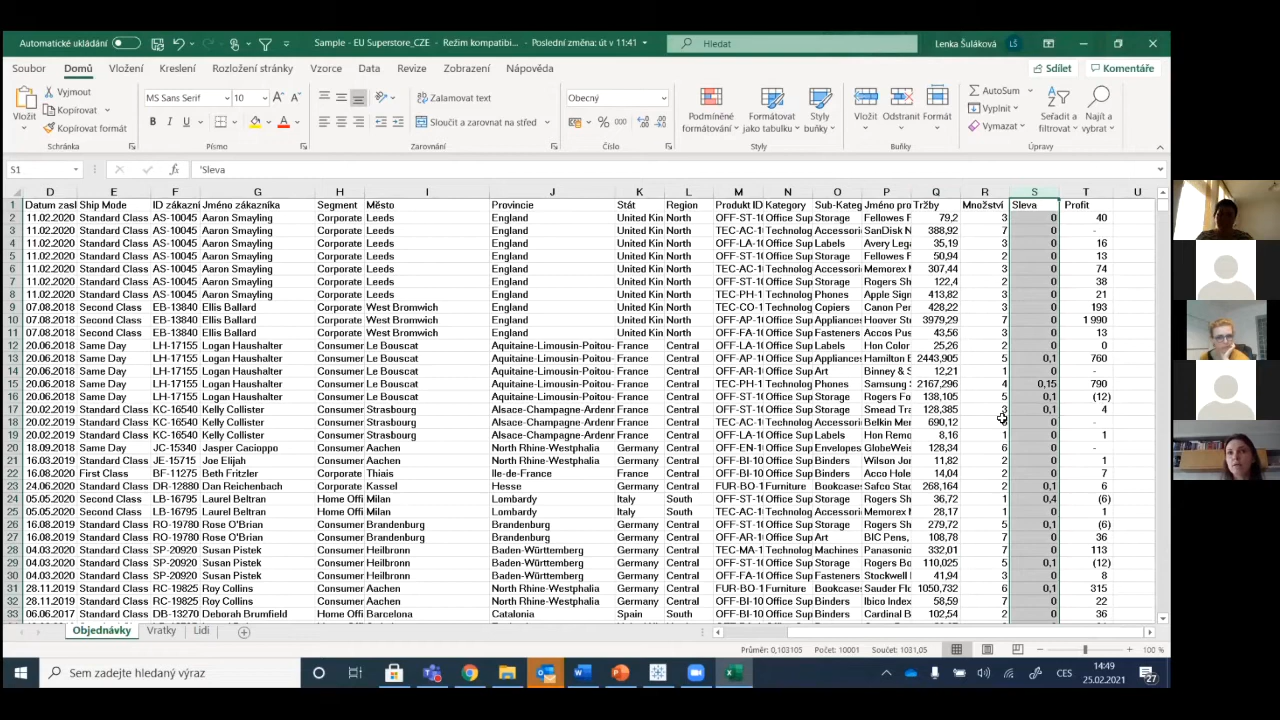 Automatické ukládání Sample - EU Superstore_CZE - Režim kompatibi... Poslední změna: út v 11:41 Hledat Lenka Šuláková LŠ
Soubor Domů Vložení Kreslení Rozložení stránky Vzorce Data Revize Zobrazení Nápověda Sdílet Komentáře
Vložit Vyjmout Kopírovat Kopírovat formát Schránka
MS Sans Serif 10 B I U Písmo
Zalamovat text Sloučit a zarovnat na střed Zarovnání
Obecný % 000 Číslo
Podmíněné formátování Formátovat jako tabulku Styly buňky Styly
Vložit Odstranit Formát Buňky
AutoSum Vyplnit Vymazat Seřadit a filtrovat Najít a vybrat Úpravy
S1 fx 'Sleva
D E F G H I J K L M N O P Q R S T U
1 Datum zasl Ship Mode ID zákazní Jméno zákazníka Segment Město Provincie Stát Region Produkt ID Kategory Sub-Kateg Jméno pro Tržby Množství Sleva Profit
2 11.02.2020 Standard Class AS-10045 Aaron Smayling Corporate Leeds England United Kin North OFF-ST-10 Office Sup Storage Fellowes F 79,2 3 0 40
3 11.02.2020 Standard Class AS-10045 Aaron Smayling Corporate Leeds England United Kin North TEC-AC-1 Technolog Accessori SanDisk N 388,92 7 0 -
4 11.02.2020 Standard Class AS-10045 Aaron Smayling Corporate Leeds England United Kin North OFF-LA-10 Office Sup Labels Avery Lega 35,19 3 0 16
5 11.02.2020 Standard Class AS-10045 Aaron Smayling Corporate Leeds England United Kin North OFF-ST-10 Office Sup Storage Fellowes F 50,94 2 0 13
6 11.02.2020 Standard Class AS-10045 Aaron Smayling Corporate Leeds England United Kin North TEC-AC-1 Technolog Accessori Memorex M 307,44 3 0 74
7 11.02.2020 Standard Class AS-10045 Aaron Smayling Corporate Leeds England United Kin North OFF-ST-10 Office Sup Storage Rogers Sh 122,4 2 0 38
8 11.02.2020 Standard Class AS-10045 Aaron Smayling Corporate Leeds England United Kin North TEC-PH-1 Technolog Phones Apple Sign 413,82 3 0 21
9 07.08.2018 Second Class EB-13840 Ellis Ballard Corporate West Bromwich England United Kin North TEC-CO-1 Technolog Copiers Canon Per 428,22 3 0 193
10 07.08.2018 Second Class EB-13840 Ellis Ballard Corporate West Bromwich England United Kin North OFF-AP-10 Office Sup Appliances Hoover Sto 3979,29 7 0 1 990
11 07.08.2018 Second Class EB-13840 Ellis Ballard Corporate West Bromwich England United Kin North OFF-FA-10 Office Sup Fasteners Accos Pus 43,56 3 0 13
12 20.06.2018 Same Day LH-17155 Logan Haushalter Consumer Le Bouscat Aquitaine-Limousin-Poitou- France Central OFF-LA-10 Office Sup Labels Hon Color 25,26 2 0 0
13 20.06.2018 Same Day LH-17155 Logan Haushalter Consumer Le Bouscat Aquitaine-Limousin-Poitou- France Central OFF-AP-10 Office Sup Appliances Hamilton B 2443,905 5 0,1 760
14 20.06.2018 Same Day LH-17155 Logan Haushalter Consumer Le Bouscat Aquitaine-Limousin-Poitou- France Central OFF-AR-10 Office Sup Art Binney & S 12,21 1 0 -
15 20.06.2018 Same Day LH-17155 Logan Haushalter Consumer Le Bouscat Aquitaine-Limousin-Poitou- France Central TEC-PH-1 Technolog Phones Samsung 2167,296 4 0,15 790
16 20.06.2018 Same Day LH-17155 Logan Haushalter Consumer Le Bouscat Aquitaine-Limousin-Poitou- France Central OFF-ST-10 Office Sup Storage Rogers Fo 138,105 5 0,1 (12)
17 20.02.2019 Standard Class KC-16540 Kelly Collister Consumer Strasbourg Alsace-Champagne-Ardenr France Central OFF-ST-10 Office Sup Storage Smead Tra 128,385 3 0,1 4
18 20.02.2019 Standard Class KC-16540 Kelly Collister Consumer Strasbourg Alsace-Champagne-Ardenr France Central TEC-AC-1 Technolog Accessori Belkin Mer 690,12 0 -
19 20.02.2019 Standard Class KC-16540 Kelly Collister Consumer Strasbourg Alsace-Champagne-Ardenr France Central OFF-LA-10 Office Sup Labels Hon Remo 8,16 1 0 1
20 18.09.2018 Standard Class JC-15340 Jasper Cacioppo Consumer Aachen North Rhine-Westphalia Germany Central OFF-EN-10 Office Sup Envelopes GlobeWeis 128,34 6 0 -
21 16.03.2019 Standard Class JE-15715 Joe Elijah Consumer Aachen North Rhine-Westphalia Germany Central OFF-BI-10 Office Sup Binders Wilson Jon 11,82 2 0 1
22 16.03.2020 First Class BF-11275 Beth Fritzler Corporate Thiais Ile-de-France France Central OFF-BI-10 Office Sup Binders Acco Hole 14,04 2 0 7
23 24.06.2020 Standard Class DR-12880 Dan Reichenbach Corporate Kassel Hesse Germany Central FUR-BO-1 Furniture Bookcases Safco Stac 268,164 2 0,1 6
24 05.05.2020 Second Class LB-16795 Laurel Beltran Home Offi Milan Lombardy Italy South OFF-ST-10 Office Sup Storage Rogers Sh 36,72 1 0,4 (6)
25 05.05.2020 Second Class LB-16795 Laurel Beltran Home Offi Milan Lombardy Italy South TEC-AC-1 Technolog Accessori Memorex F 28,17 1 0 1
26 16.08.2019 Standard Class RO-19780 Rose O'Brian Consumer Brandenburg Brandenburg Germany Central OFF-ST-10 Office Sup Storage Rogers Sh 279,72 5 0,1 (6)
27 16.08.2019 Standard Class RO-19780 Rose O'Brian Consumer Brandenburg Brandenburg Germany Central OFF-AR-10 Office Sup Art BIC Pens, 108,78 7 0 36
28 04.03.2020 Standard Class SP-20920 Susan Pistek Consumer Heilbronn Baden-Württemberg Germany Central TEC-MA-1 Technolog Machines Panasonic 332,01 7 0 113
29 04.03.2020 Standard Class SP-20920 Susan Pistek Consumer Heilbronn Baden-Württemberg Germany Central OFF-ST-10 Office Sup Storage Rogers Bo 110,025 5 0,1 (12)
30 04.03.2020 Standard Class SP-20920 Susan Pistek Consumer Heilbronn Baden-Württemberg Germany Central OFF-FA-10 Office Sup Fasteners Stockwell 41,94 3 0 8
31 28.11.2019 Standard Class RC-19825 Roy Collins Consumer Aachen North Rhine-Westphalia Germany Central FUR-BO-1 Furniture Bookcases Sauder Flo 1050,732 6 0,1 315
32 28.11.2019 Standard Class RC-19825 Roy Collins Consumer Aachen North Rhine-Westphalia Germany Central OFF-BI-10 Office Sup Binders Ibico Index 58,59 7 0 22
33 06.06.2017 Standard Class DB-13270 Deborah Brumfield Home Offi Barcelona Catalonia Spain South OFF-BI-10 Office Sup Binders Cardinal B 102,54 2 0 36
Objednávky Vratky Lidi
Průměr: 0,103105 Počet: 10001 Součet: 1031,05 100 %
Sem zadejte hledaný výraz CES 14:49
25.02.2021 27